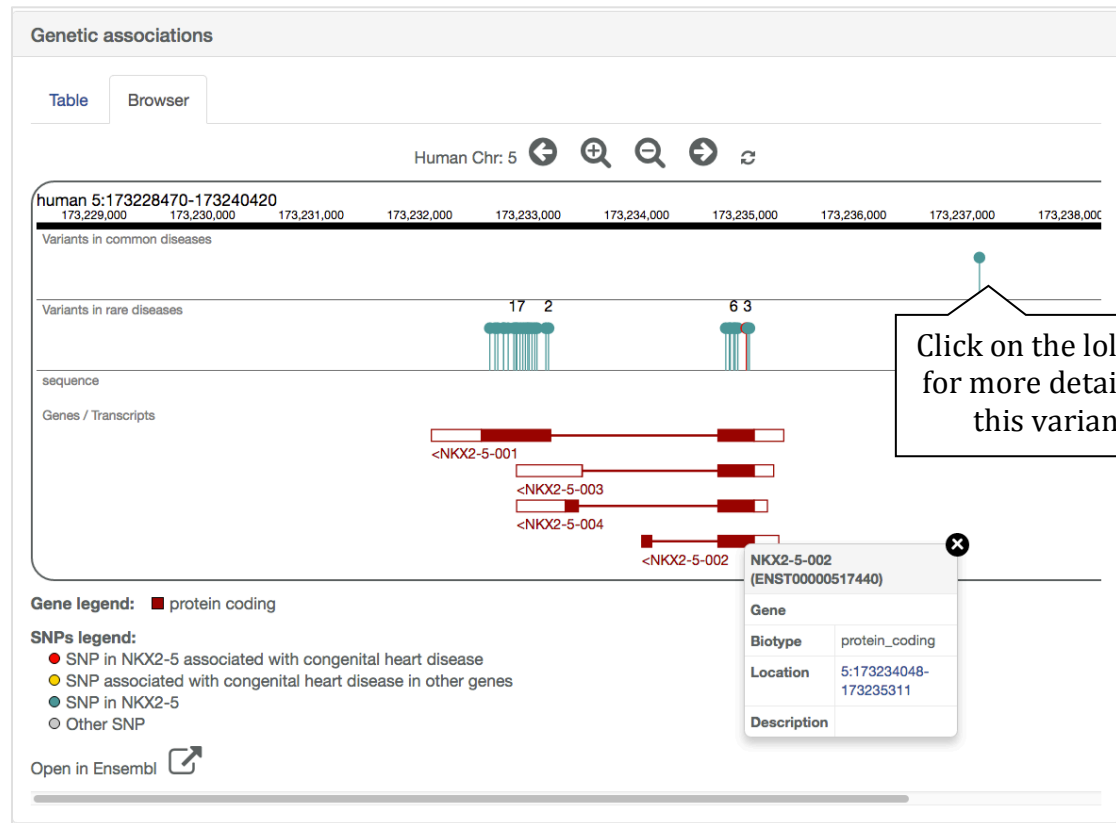 Genetic associations
Table Browser
Human Chr: 5
human 5:173228470-173240420
173,229,000 173,230,000 173,231,000 173,232,000 173,233,000 173,234,000 173,235,000 173,236,000 173,237,000 173,238,000
Variants in common diseases
Variants in rare diseases
17 2 6 3
Click on the lol
for more detai
this varian
sequence
Genes / Transcripts
<NKX2-5-001
<NKX2-5-003
<NKX2-5-004
<NKX2-5-002
NKX2-5-002
(ENST00000517440)
Gene
Biotype protein_coding
Location 5:173234048-
173235311
Description
Gene legend: protein coding
SNPs legend:
SNP in NKX2-5 associated with congenital heart disease
SNP associated with congenital heart disease in other genes
SNP in NKX2-5
Other SNP
Open in Ensembl